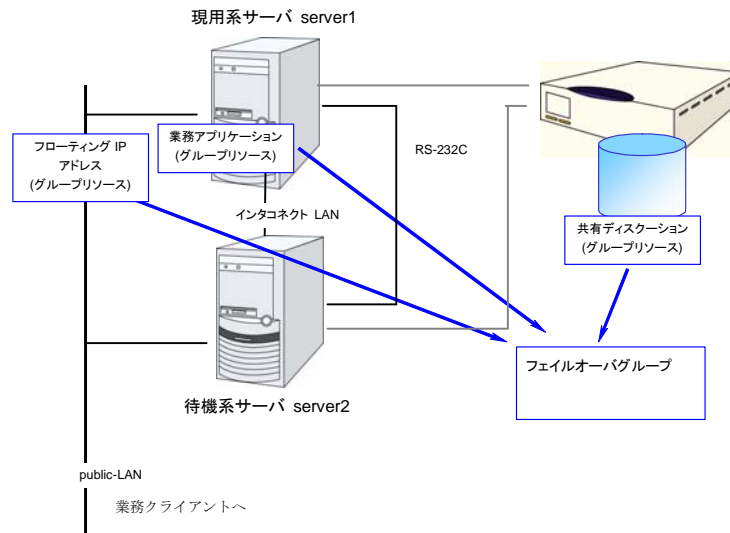 現用系サーバ server1
フローティング IP
アドレス
(グループリソース)
業務アプリケーション
(グループリソース)
RS-232C
インタコネクト LAN
共有ディスクーション
(グループリソース)
フェイルオーバグループ
待機系サーバ server2
public-LAN
業務クライアントへ